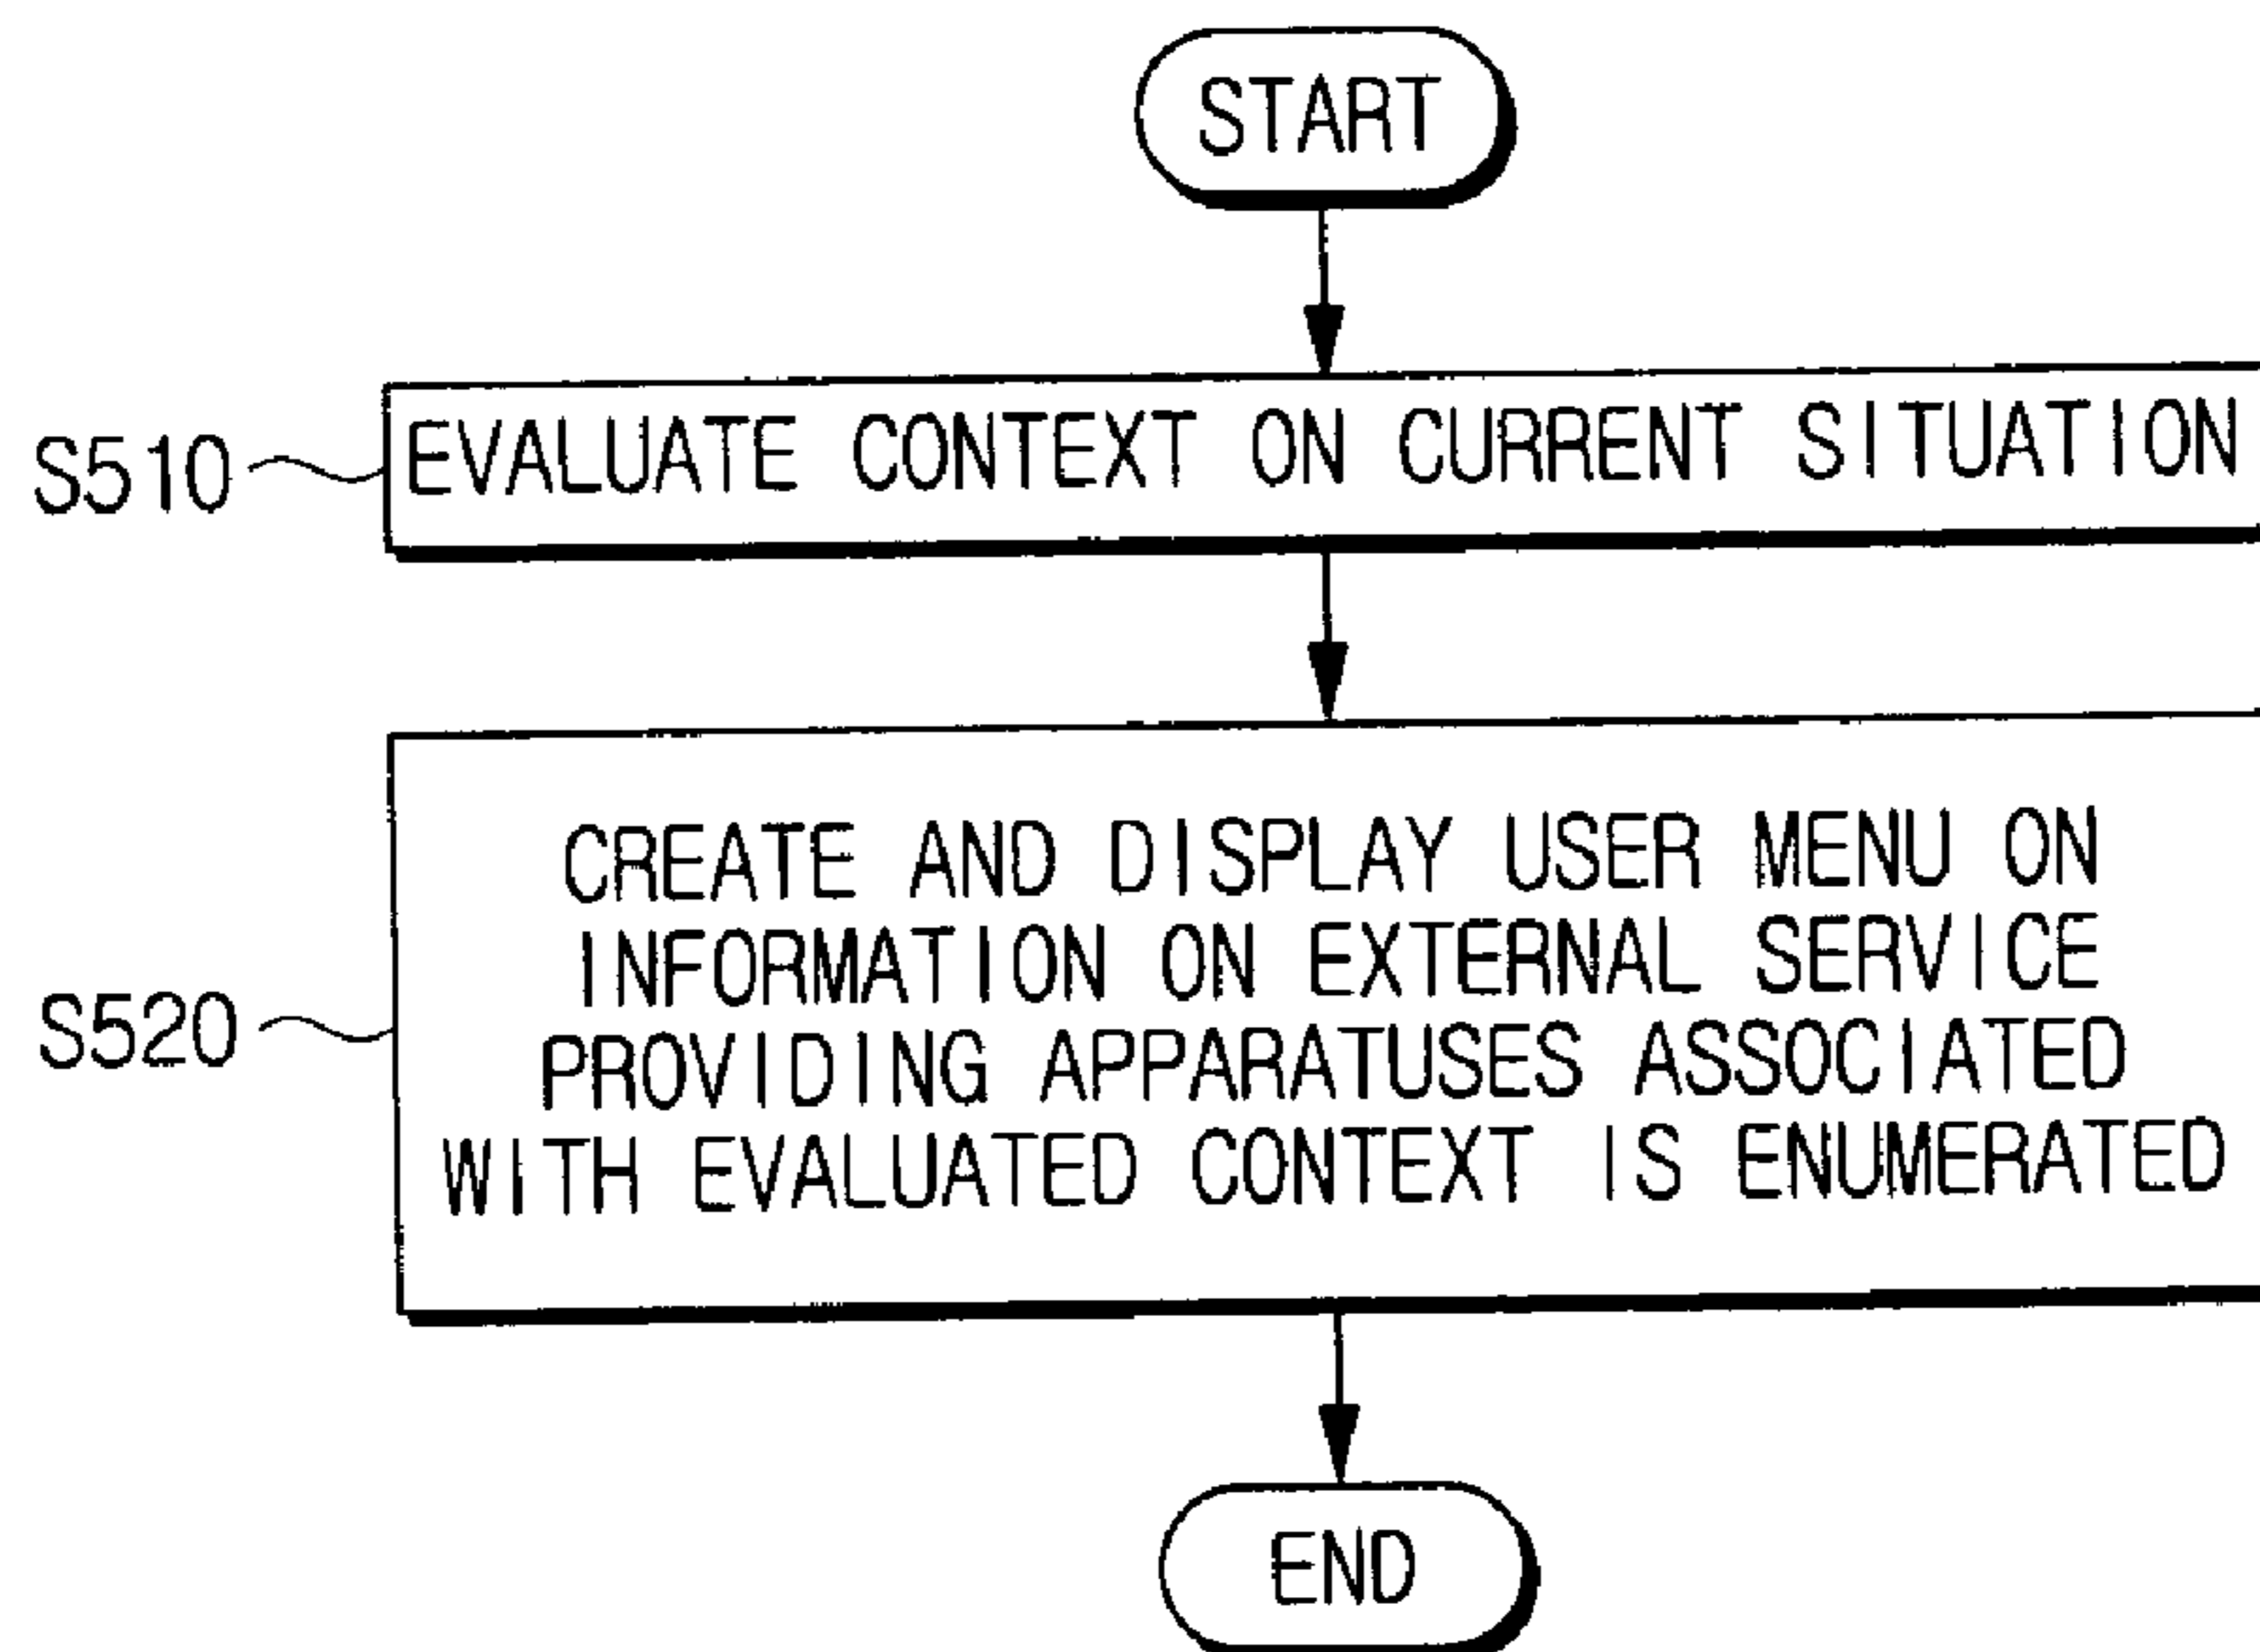 START
S510
EVALUATE CONTEXT ON CURRENT SITUATION
S520
CREATE AND DISPLAY USER MENU ON
INFORMATION ON EXTERNAL SERVICE
PROVIDING APPARATUSES ASSOCIATED
WITH EVALUATED CONTEXT IS ENUMERATED
END